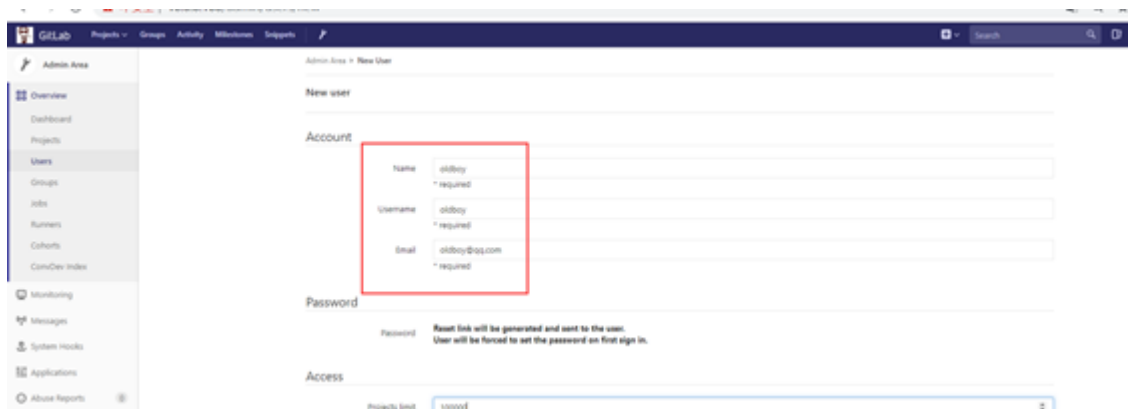 GitLab Projects Groups Activity Milestones Snippets Search
Admin Area
Overview
Dashboard
Projects
Users
Groups
Jobs
Runners
Cohorts
ConvDev Index
Monitoring
Messages
System Hooks
Applications
Abuse Reports 0
Admin Area > New User
New user
Account
Name oldboy
* required
Username oldboy
* required
Email oldboy@qq.com
* required
Password
Password Reset link will be generated and sent to the user.
User will be forced to set the password on first sign in.
Access
Projects limit